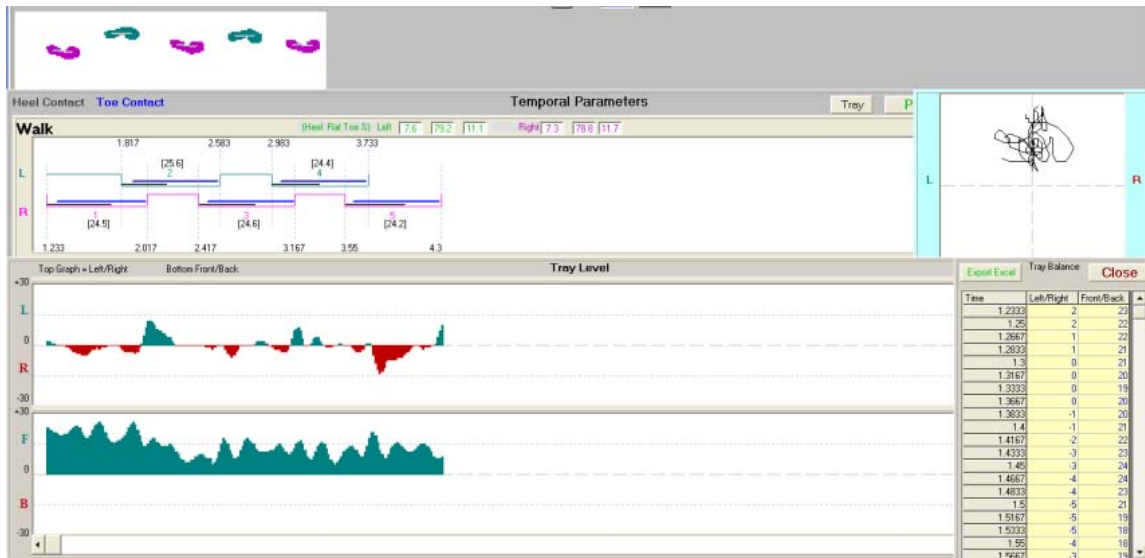 Heel Contact Toe Contact Temporal Parameters Tray P
Walk (Heel Flat Toe %) Left 7.6 79.2 11.1 Right 7.3 78.8 11.7
1.817 2.583 2.983 3.733
[25.6] [24.4]
L 2 4
L R
R 1 3 5
[24.5] [24.6] [24.2]
1.233 2.017 2.417 3.167 3.55 4.3
Top Graph = Left/Right Bottom Front/Back Tray Level
Export Excel Tray Balance Close
+30
L
0
R
-30
+30
F
0
B
-30
Time Left/Right Front/Back
1.2333 2 23
1.25 2 22
1.2667 1 22
1.2833 1 21
1.3 0 21
1.3167 0 20
1.3333 0 19
1.3667 0 20
1.3833 -1 20
1.4 -1 21
1.4167 -2 22
1.4333 -3 23
1.45 -3 24
1.4667 -4 24
1.4833 -4 23
1.5 -5 21
1.5167 -5 19
1.5333 -5 18
1.55 -4 18
1.5667 -3 19